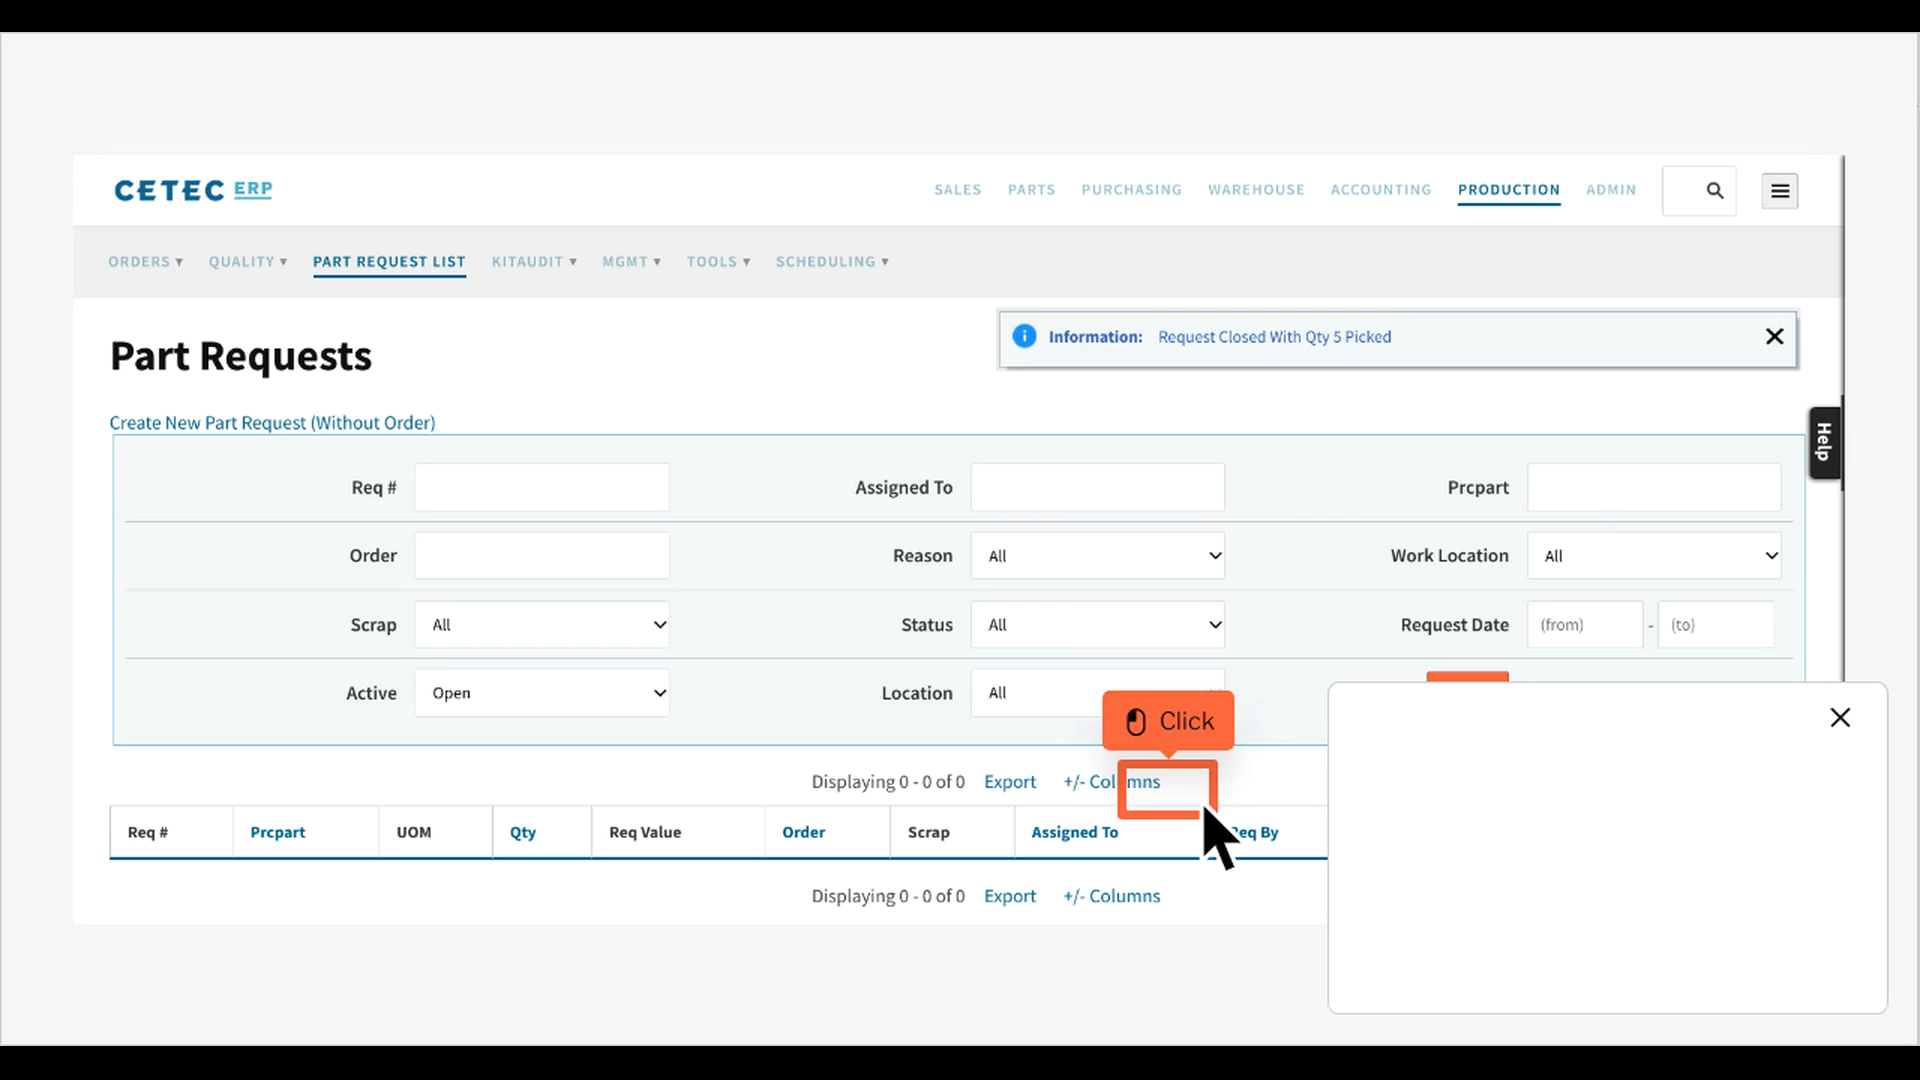 CETEC ERP
SALES PARTS PURCHASING WAREHOUSE ACCOUNTING PRODUCTION ADMIN
ORDERS ▾ QUALITY ▾ PART REQUEST LIST KITAUDIT ▾ MGMT ▾ TOOLS ▾ SCHEDULING ▾
Information: Request Closed With Qty 5 Picked
Part Requests
Create New Part Request (Without Order)
Help
Req # Assigned To Prcpart
Order Reason All Work Location All
Scrap All Status All Request Date (from) - (to)
Active Open Location All
Click
Displaying 0 - 0 of 0 Export +/- Columns
Req # Prcpart UOM Qty Req Value Order Scrap Assigned To Req By
Displaying 0 - 0 of 0 Export +/- Columns